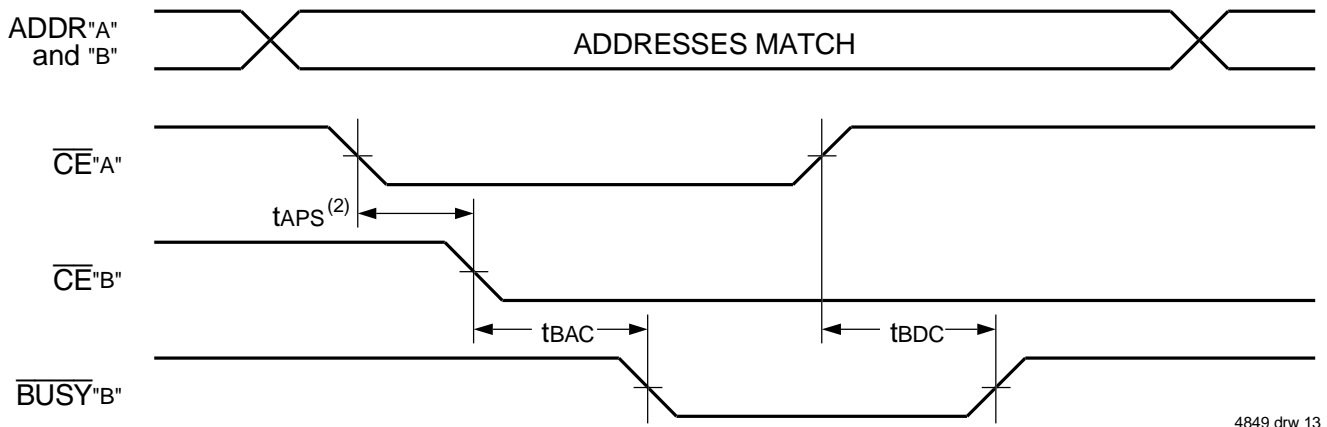 ADDR"A"
and "B"
ADDRESSES MATCH
CE"A"
tAPS(2)
CE"B"
tBAC
tBDC
BUSY"B"
4849 drw 13